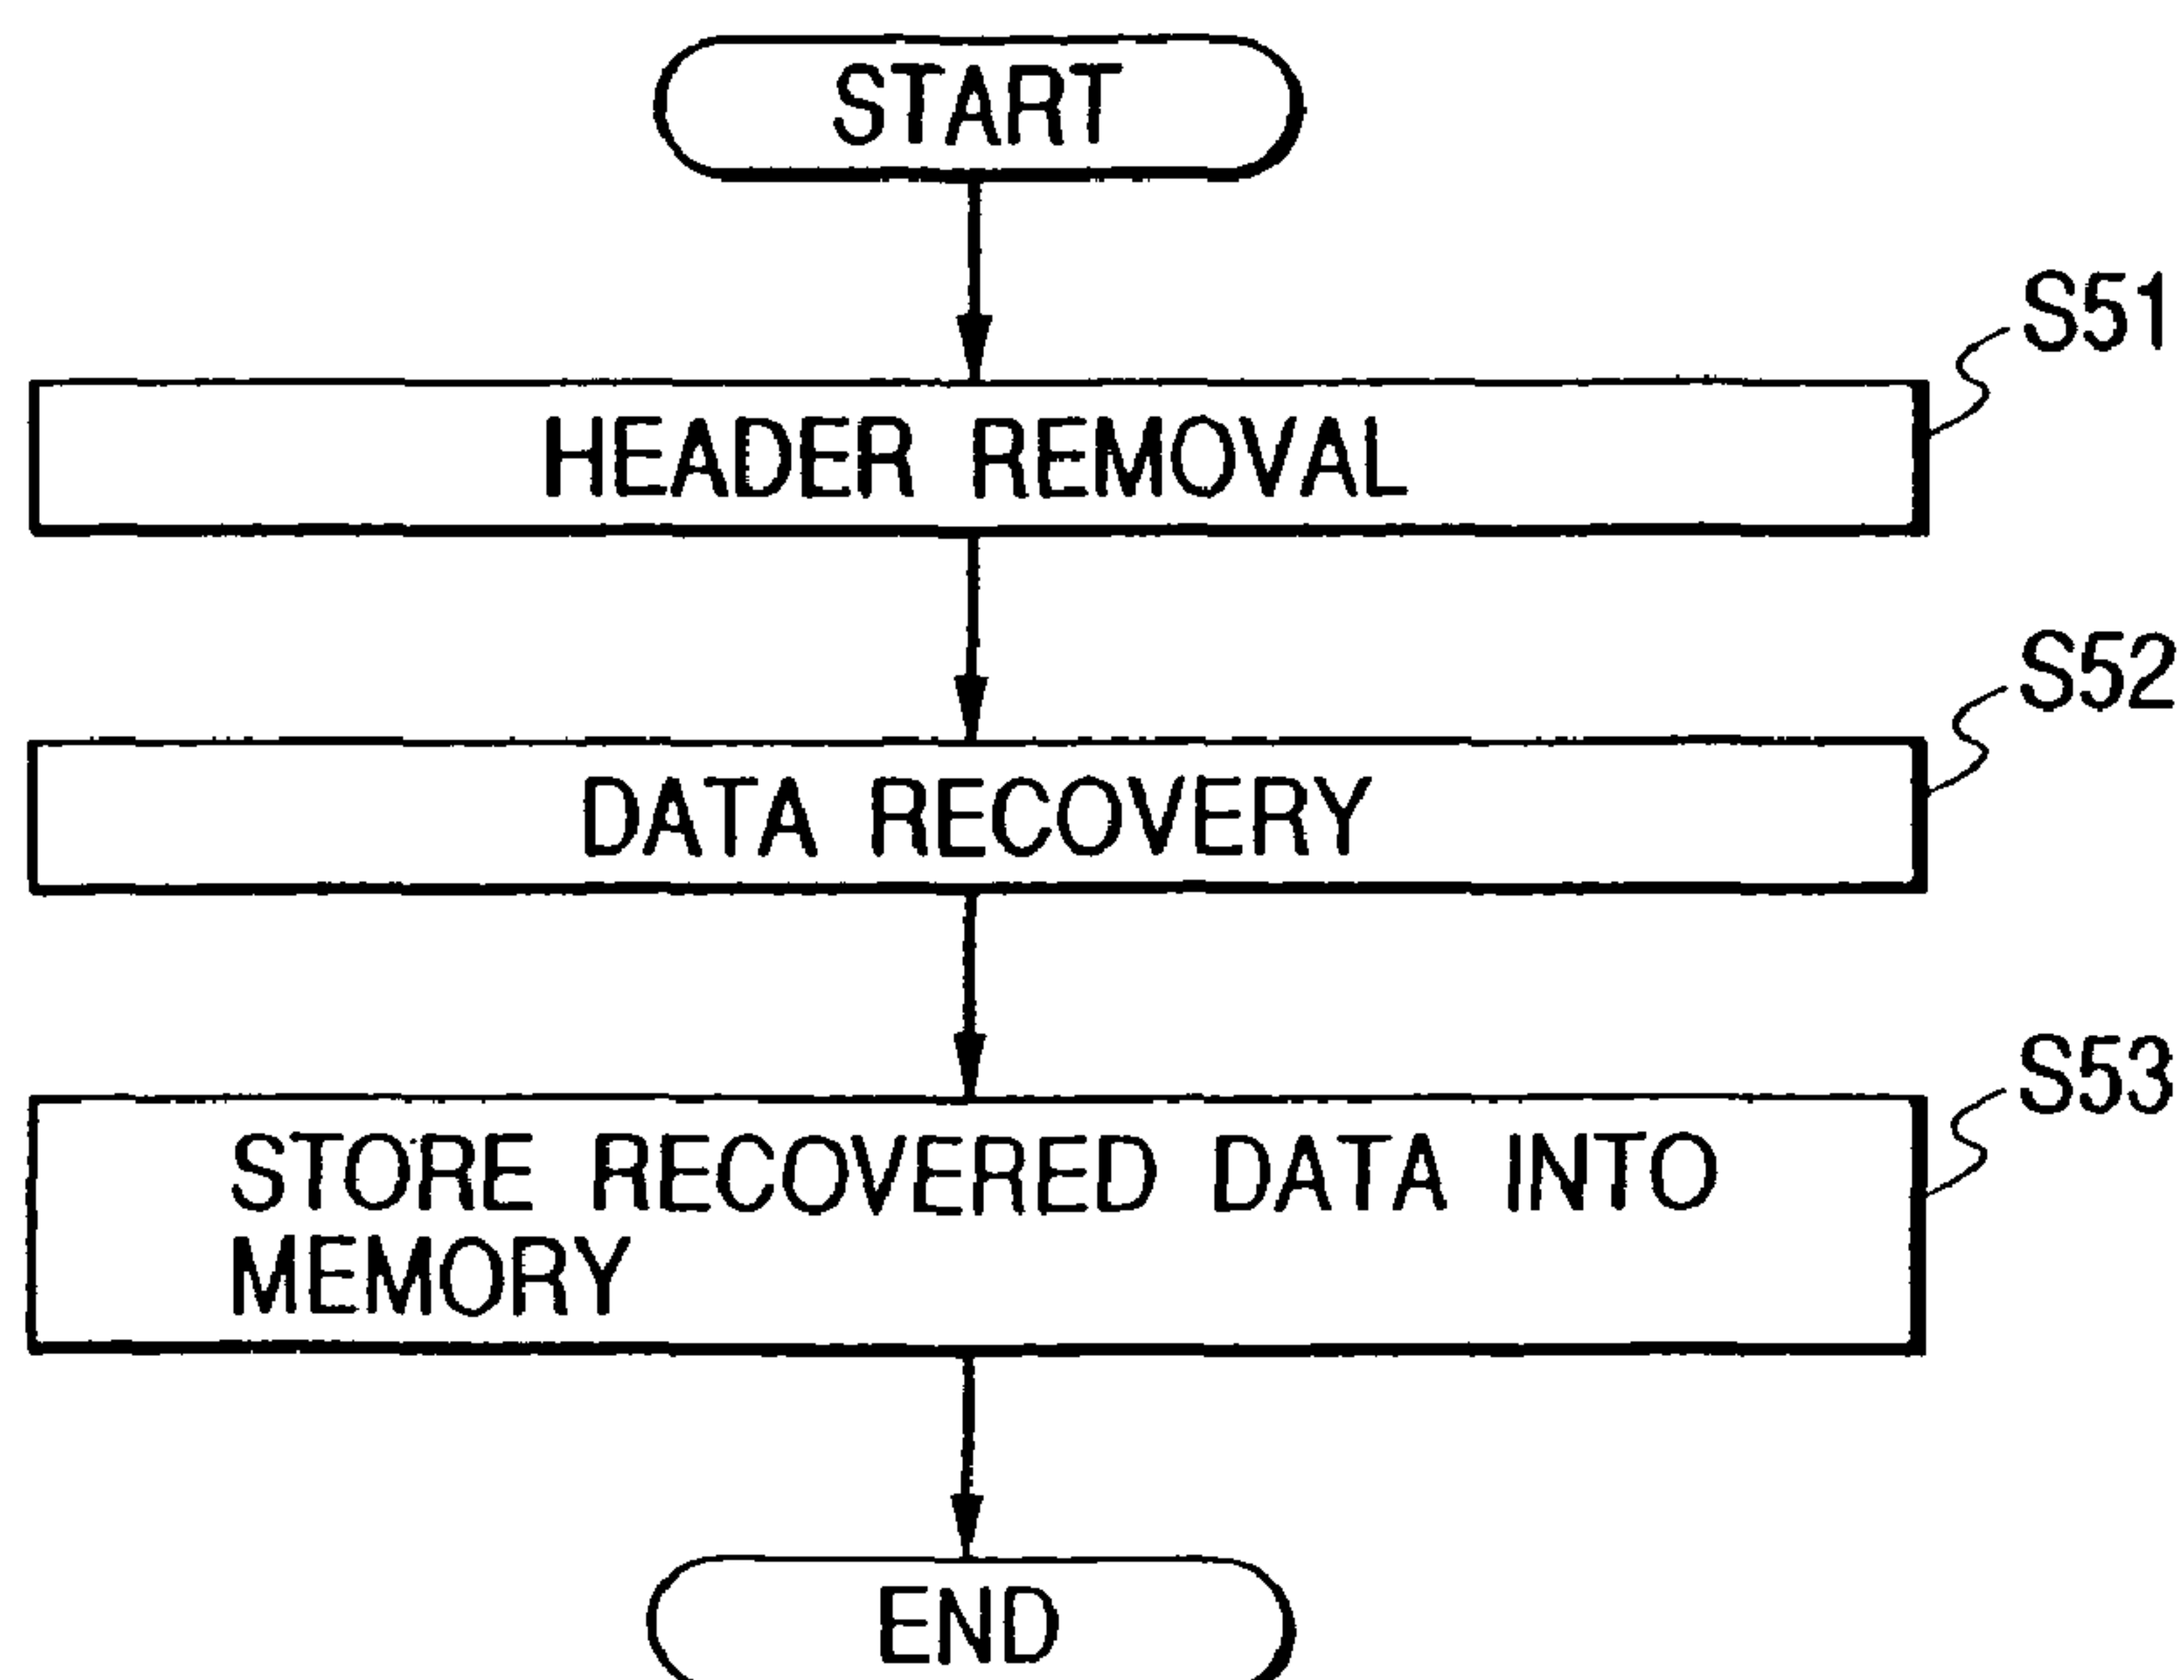 START
S51
HEADER REMOVAL
S52
DATA RECOVERY
S53
STORE RECOVERED DATA INTO
MEMORY
END